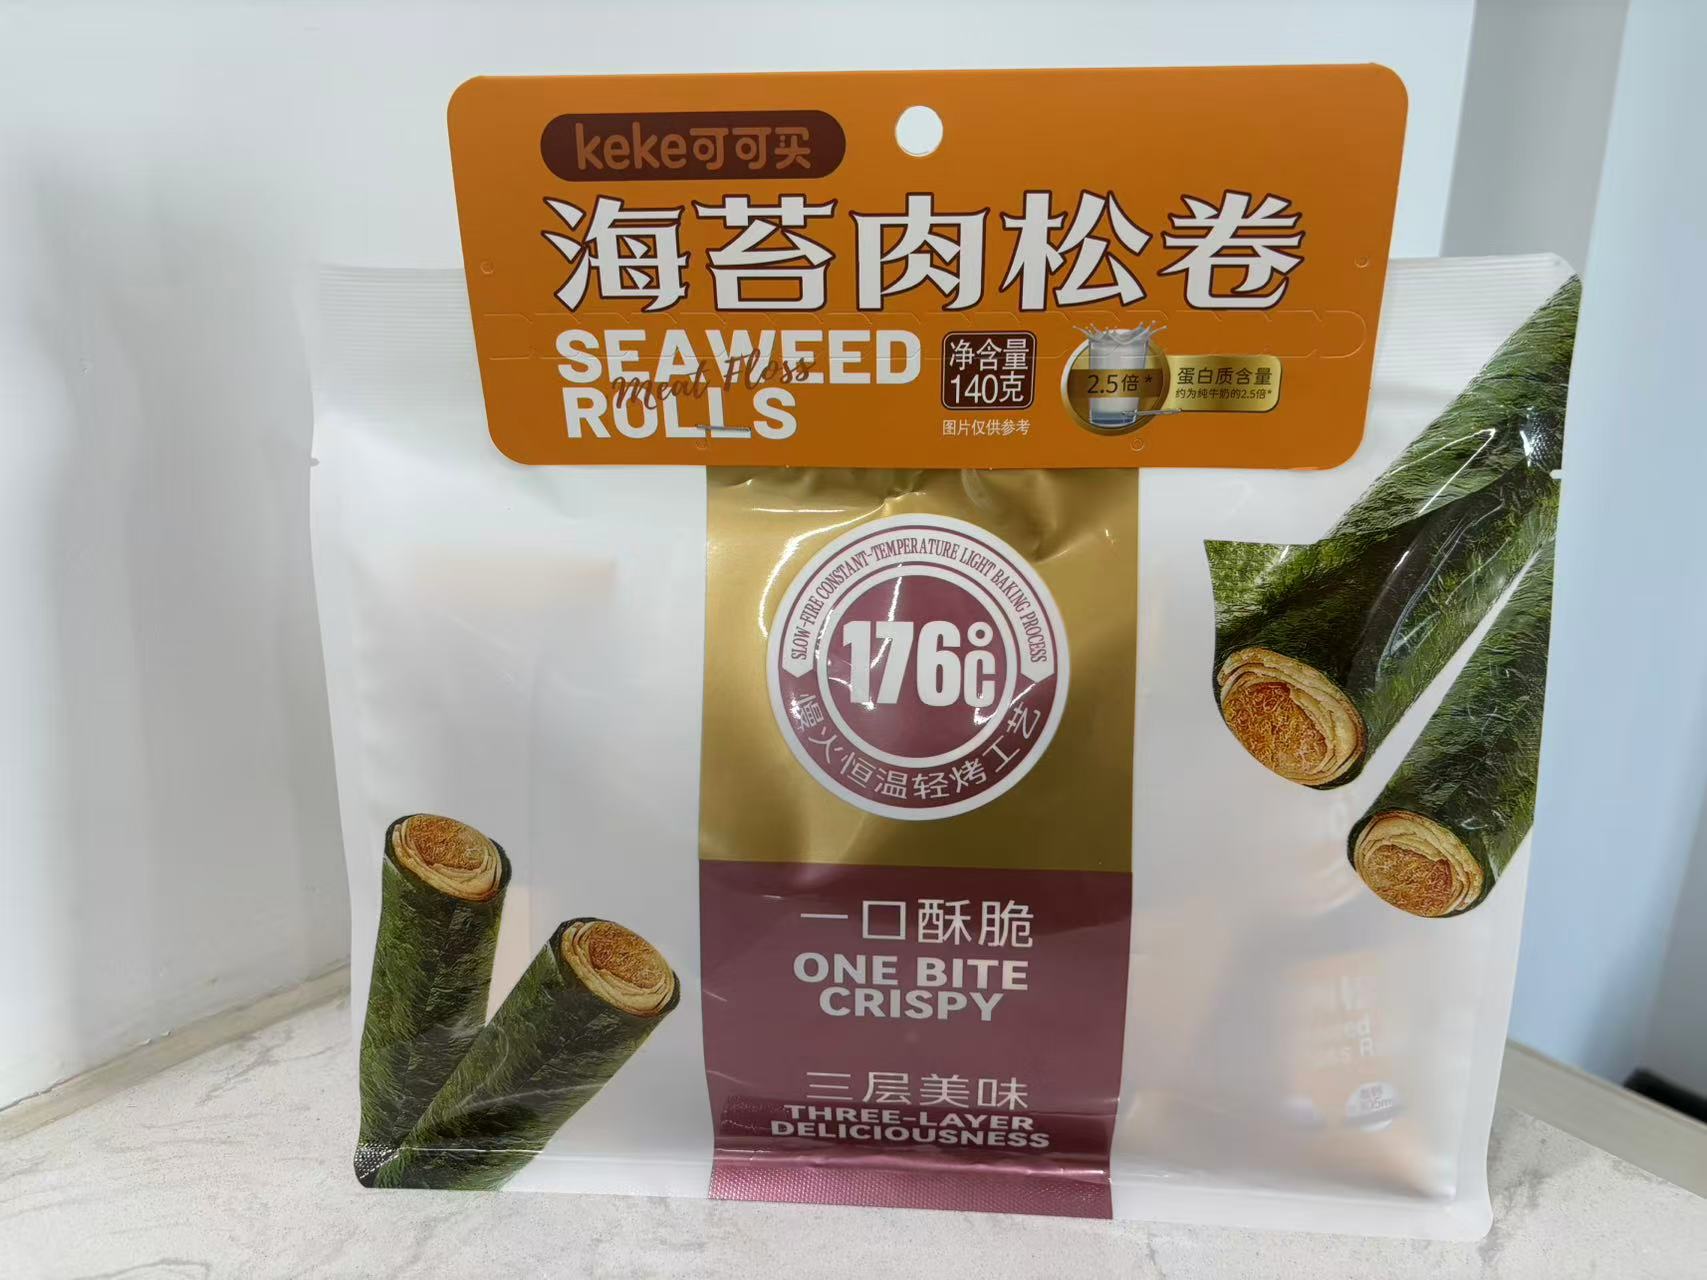 keke可可买
海苔肉松卷
SEAWEED
Meat Floss
ROLLS
净含量
140克
图片仅供参考
2.5倍*
蛋白质含量
约为纯牛奶的2.5倍*
SLOW-FIRE CONSTANT-TEMPERATURE LIGHT BAKING PROCESS
176℃
煴火恒温轻烤工艺
一口酥脆
ONE BITE
CRISPY
三层美味
THREE-LAYER
DELICIOUSNESS